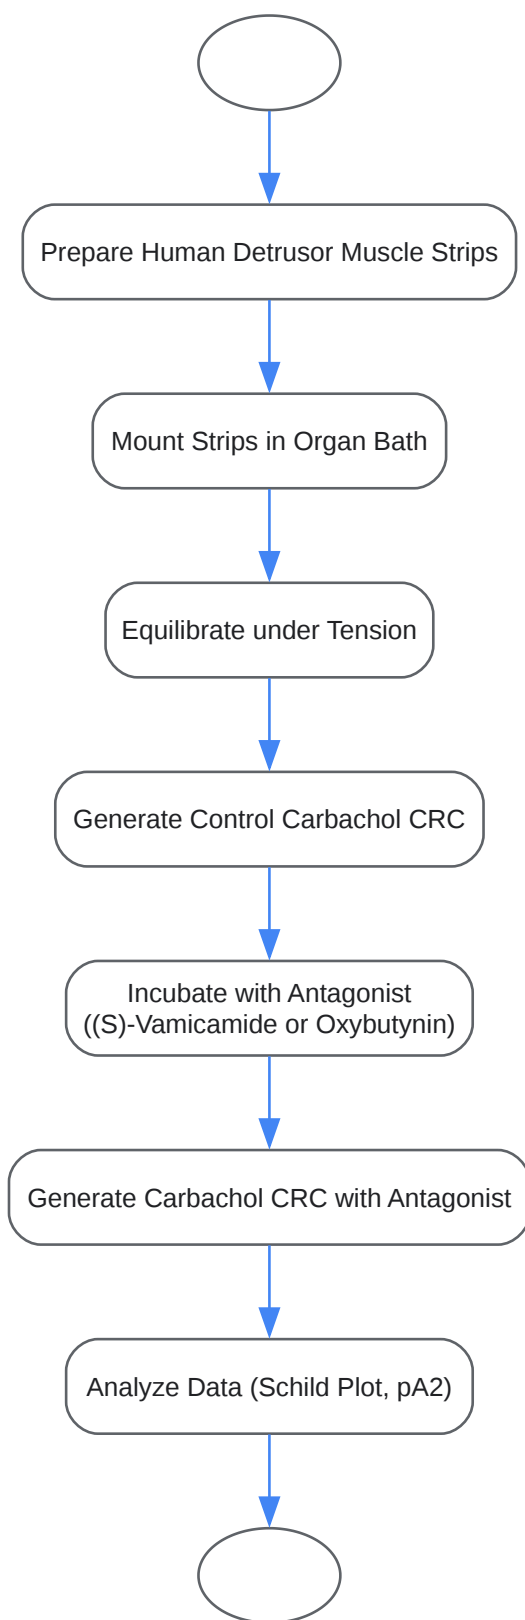 Prepare Human Detrusor Muscle Strips
Mount Strips in Organ Bath
Equilibrate under Tension
Generate Control Carbachol CRC
Incubate with Antagonist
((S)-Vamicamide or Oxybutynin)
Generate Carbachol CRC with Antagonist
Analyze Data (Schild Plot, pA2)